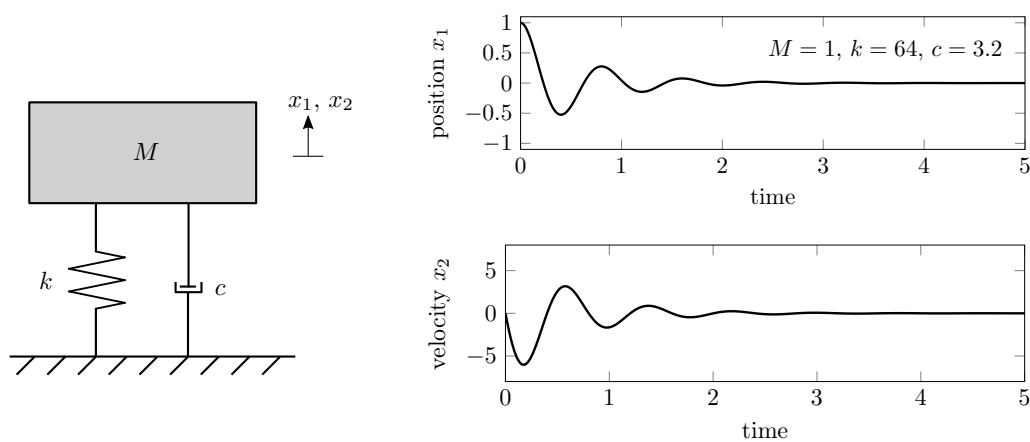 x₁, x₂
M
k
c
position x₁
1
0.5
0
−0.5
−1
M = 1, k = 64, c = 3.2
0 1 2 3 4 5
time
velocity x₂
5
0
−5
0 1 2 3 4 5
time